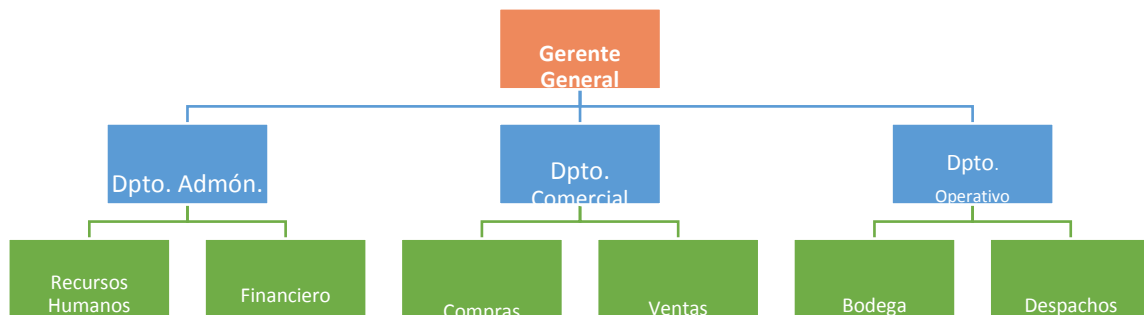 Gerente
General
Dpto. Admón.
Dpto.
Comercial
Dpto.
Operativo
Recursos
Humanos
Financiero
Compras
Ventas
Bodega
Despachos